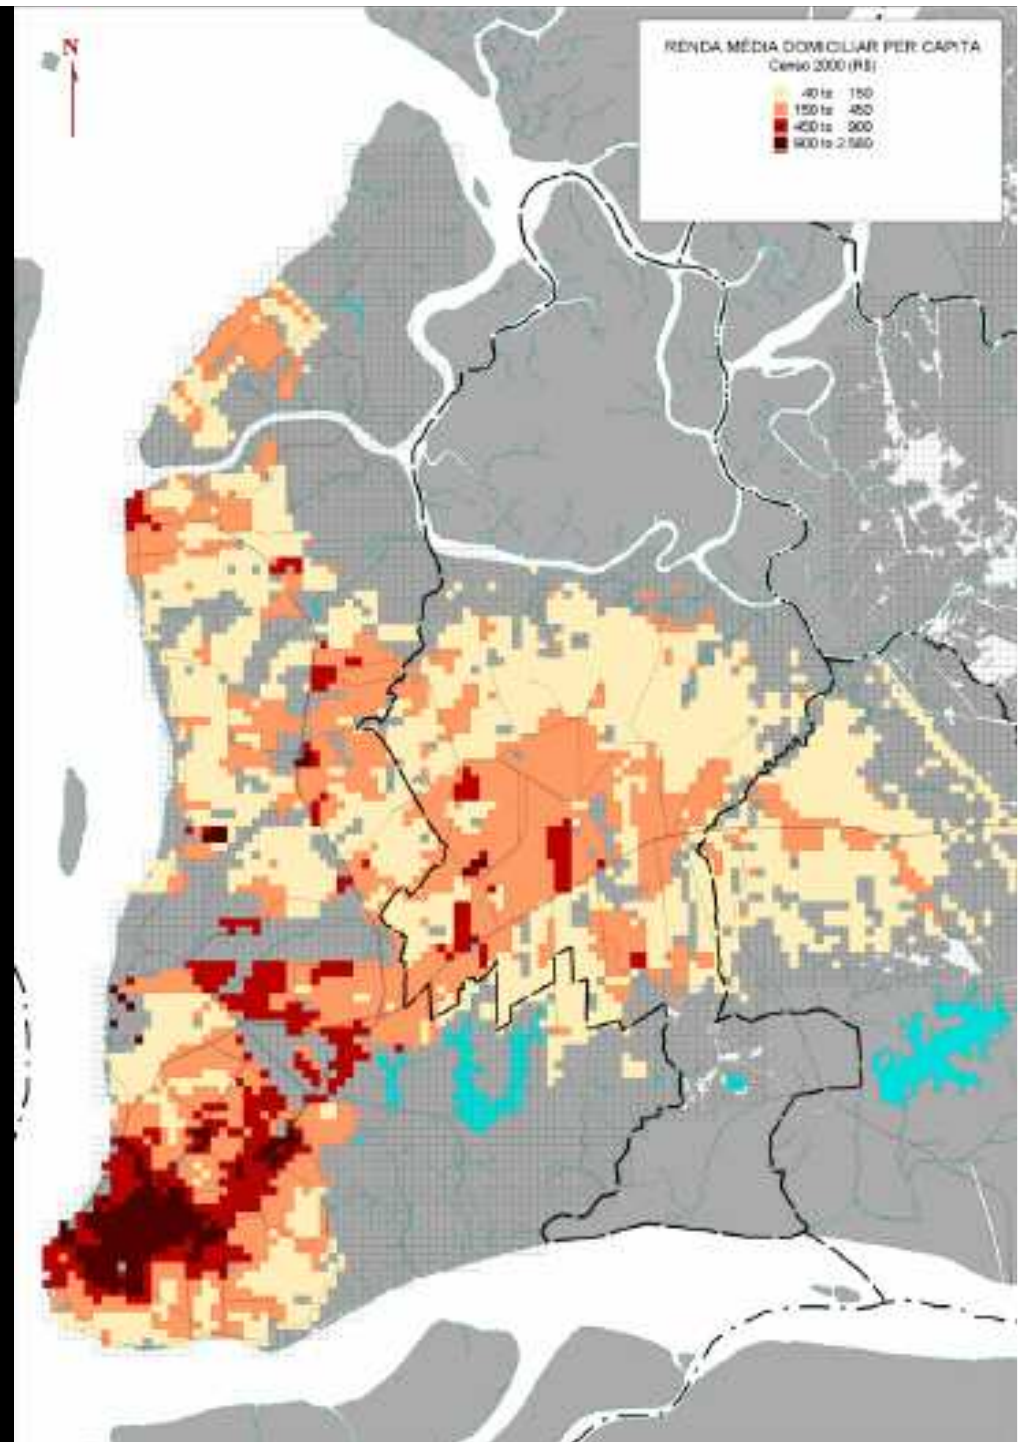 N
RENDA MÉDIA DOMICILIAR PER CAPITA
Censo 2000 (R$)
40 to 150
150 to 450
450 to 900
900 to 2.580